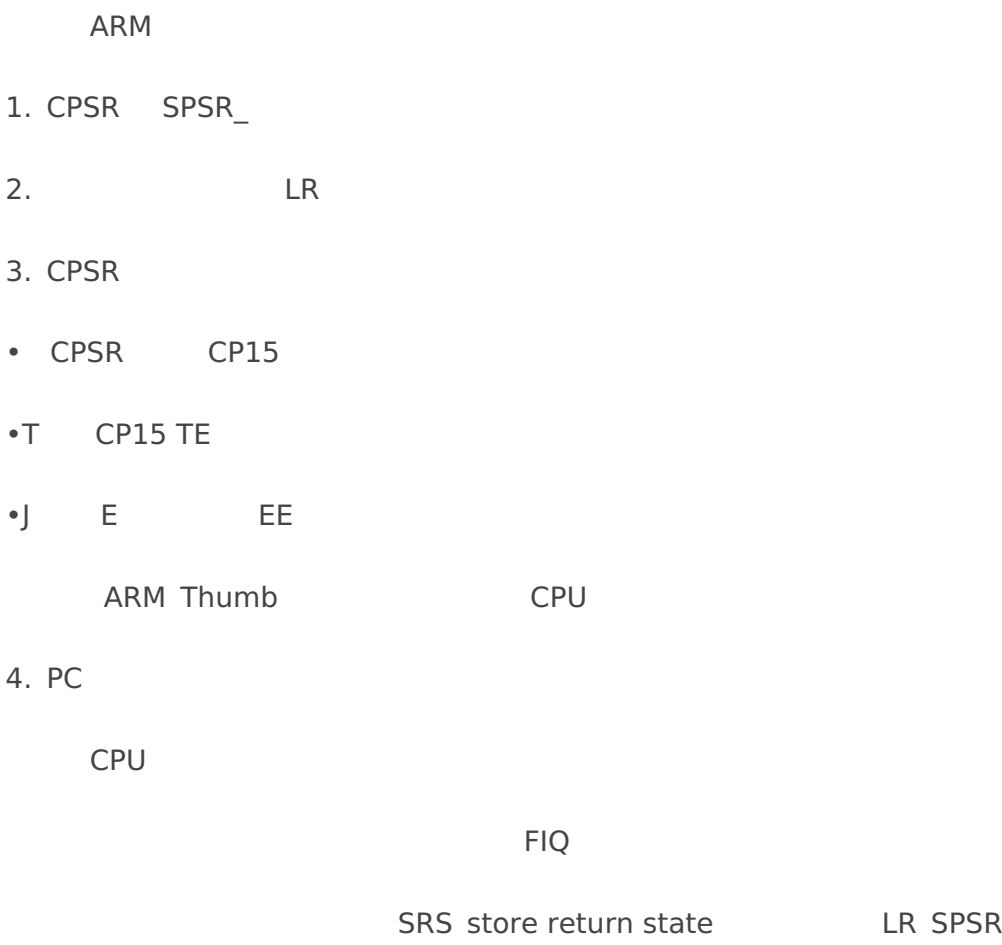 ARM
1. CPSR SPSR_
2. LR
3. CPSR
• CPSR CP15
•T CP15 TE
•J E EE
ARM Thumb CPU
4. PC
CPU
FIQ
SRS store return state LR SPSR